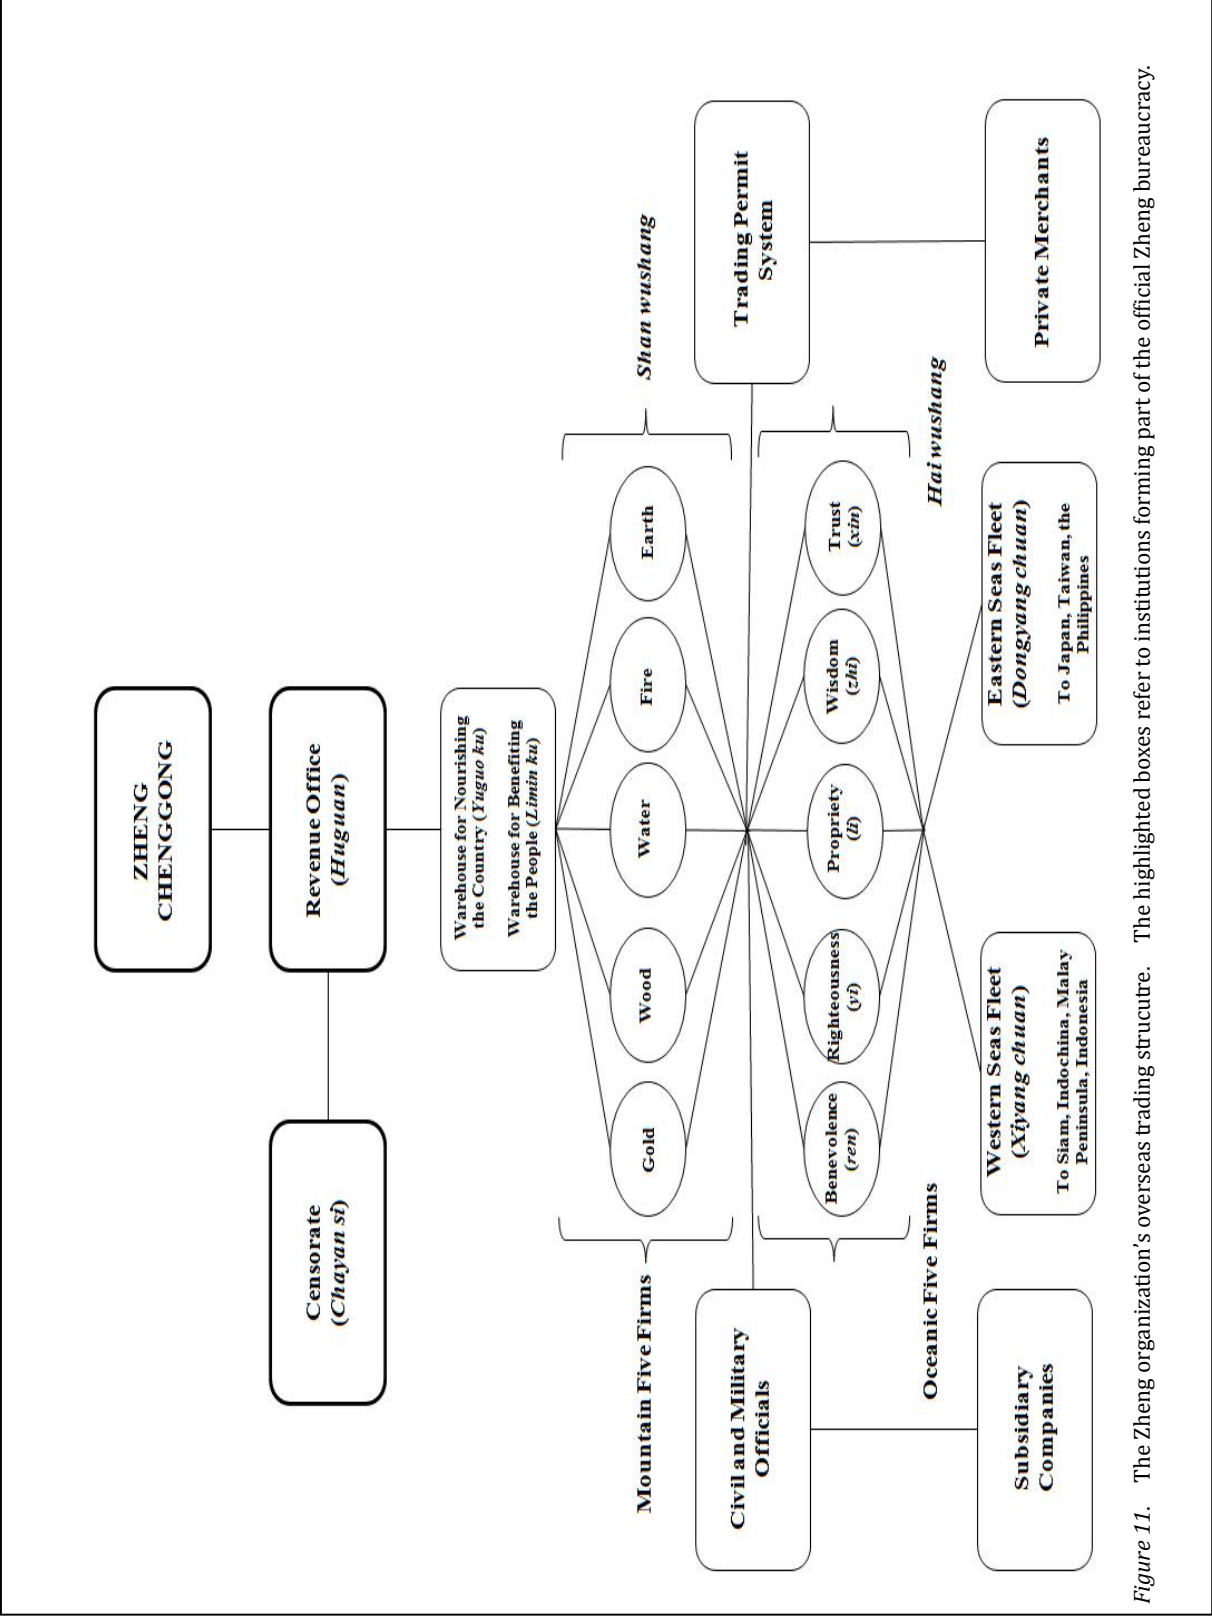 ZHENG
CHENGGONG
Censorate
(Chayan si)
Revenue Office
(Huguan)
Warehouse for Nourishing
the Country (Yuguo ku)
Warehouse for Benefiting
the People (Limin ku)
Mountain Five Firms
Gold
Wood
Water
Fire
Earth
Shan wushang
Civil and Military
Officials
Trading Permit
System
Oceanic Five Firms
Benevolence
(ren)
Righteousness
(yi)
Propriety
(li)
Wisdom
(zhi)
Trust
(xin)
Hai wushang
Subsidiary
Companies
Western Seas Fleet
(Xiyang chuan)
To Siam, Indochina, Malay
Peninsula, Indonesia
Eastern Seas Fleet
(Dongyang chuan)
To Japan, Taiwan, the
Philippines
Private Merchants
Figure 11. The Zheng organization’s overseas trading strucutre. The highlighted boxes refer to institutions forming part of the official Zheng bureaucracy.